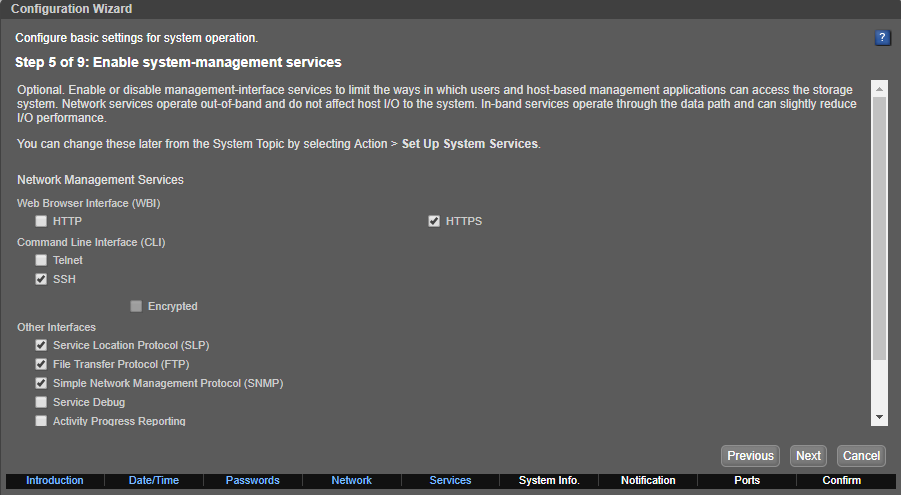 Configuration Wizard
Configure basic settings for system operation.
?
Step 5 of 9: Enable system-management services
Optional. Enable or disable management-interface services to limit the ways in which users and host-based management applications can access the storage
system. Network services operate out-of-band and do not affect host I/O to the system. In-band services operate through the data path and can slightly reduce
I/O performance.
You can change these later from the System Topic by selecting Action > Set Up System Services.
Network Management Services
Web Browser Interface (WBI)
HTTP HTTPS
Command Line Interface (CLI)
Telnet
SSH
Encrypted
Other Interfaces
Service Location Protocol (SLP)
File Transfer Protocol (FTP)
Simple Network Management Protocol (SNMP)
Service Debug
Activity Progress Reporting
Previous Next Cancel
Introduction Date/Time Passwords Network Services System Info. Notification Ports Confirm